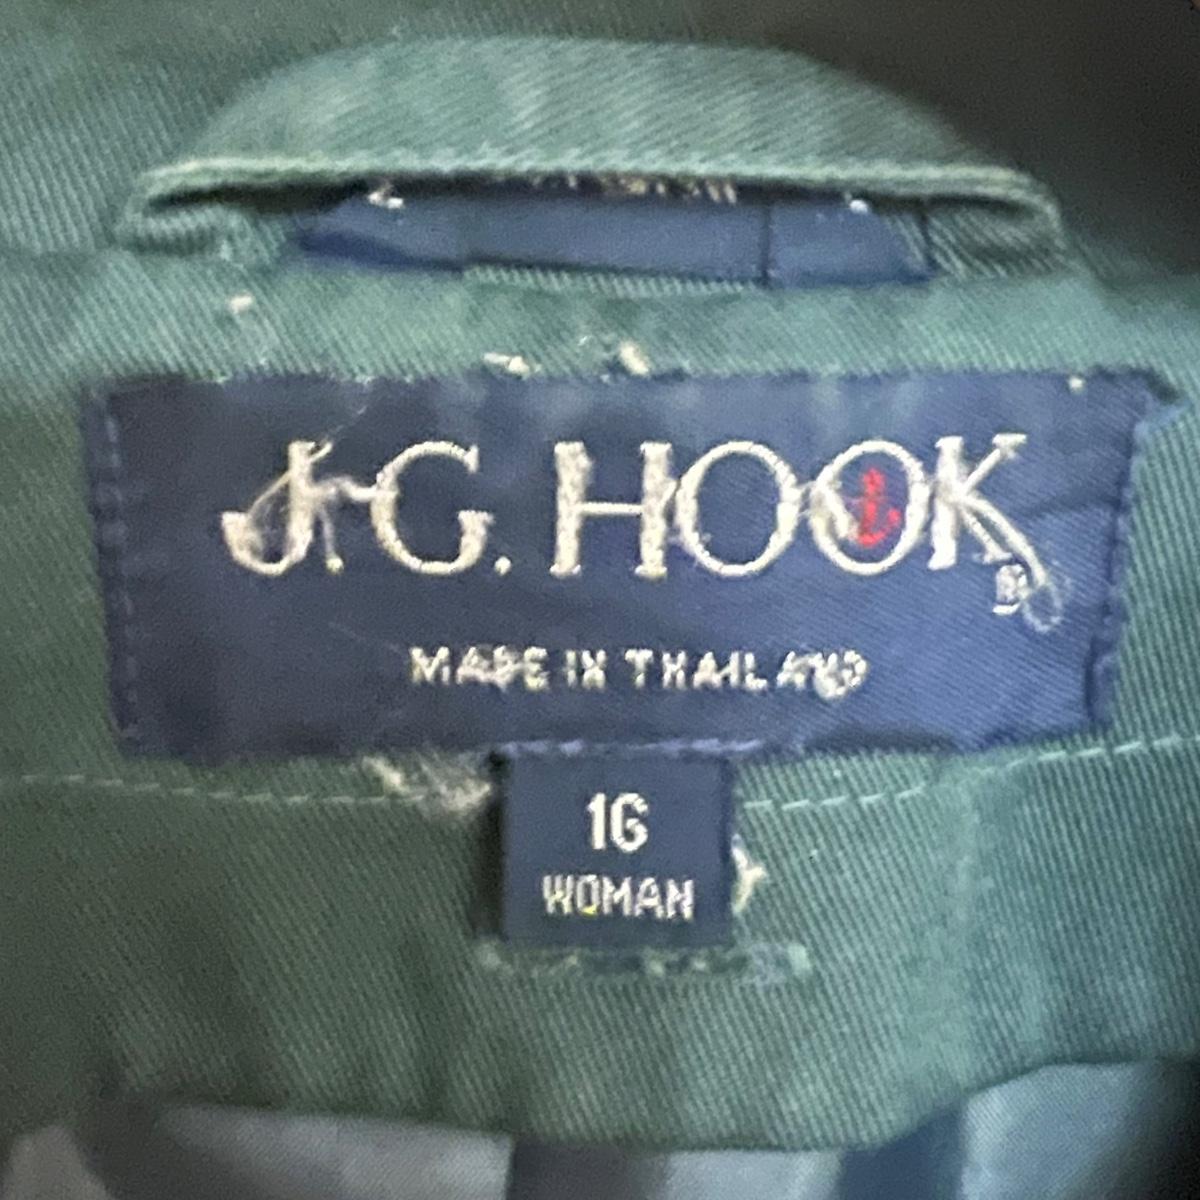 J.G. HOOK®
MADE IN THAILAND
16
WOMAN